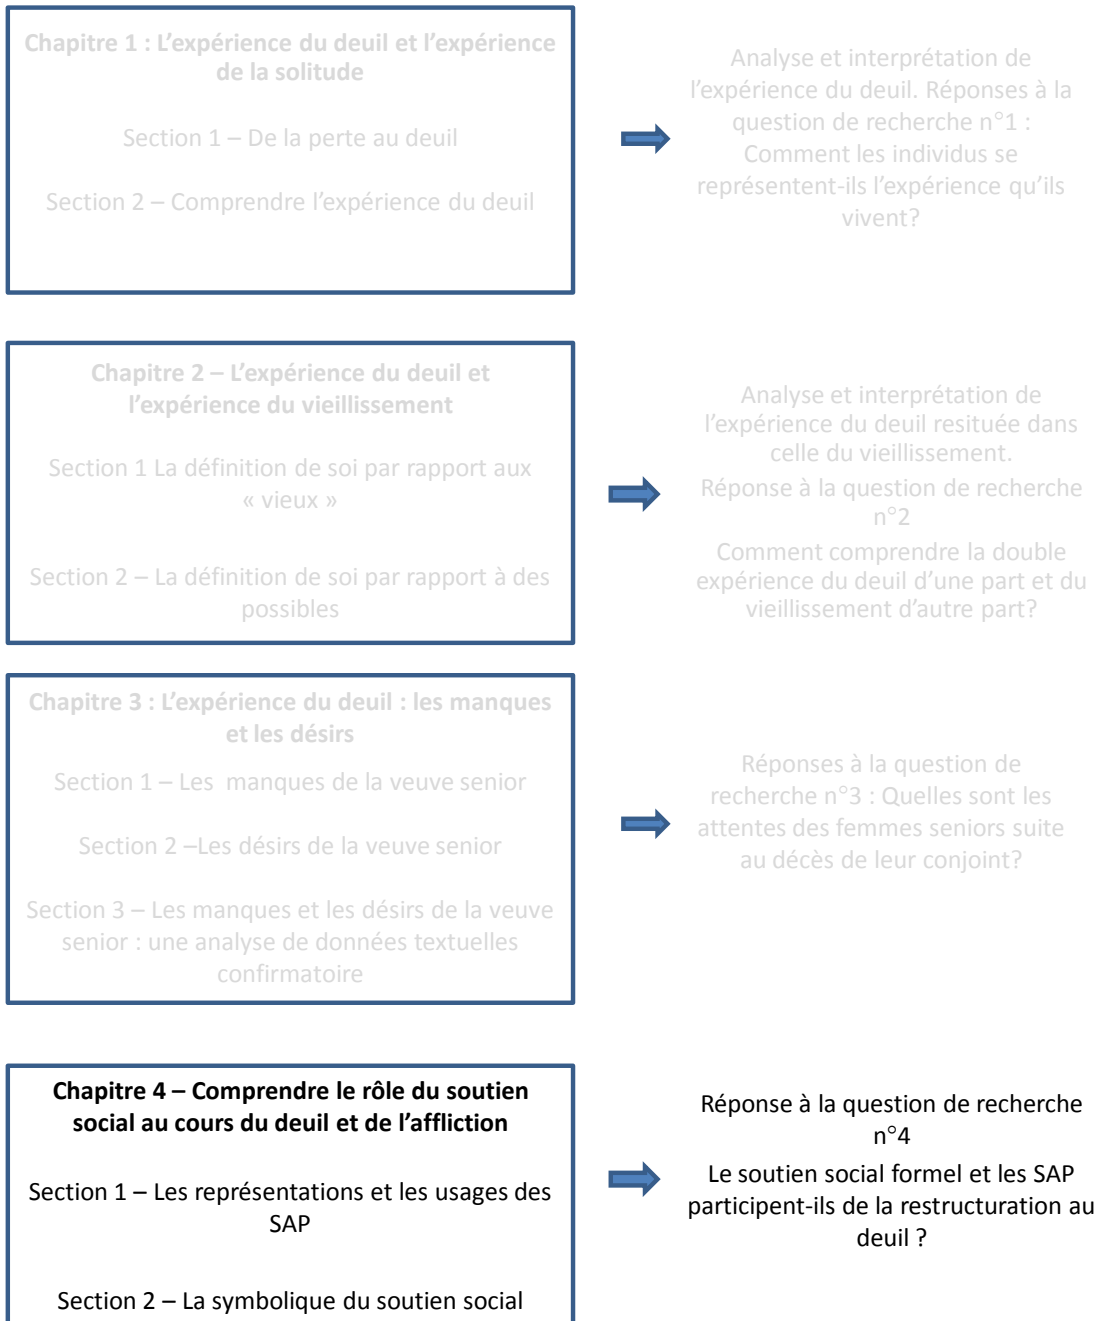 Chapitre 1 : L’expérience du deuil et l’expérience
de la solitude
Section 1 – De la perte au deuil
Section 2 – Comprendre l’expérience du deuil
Analyse et interprétation de
l’expérience du deuil. Réponses à la
question de recherche n°1 :
Comment les individus se
représentent-ils l’expérience qu’ils
vivent?
Chapitre 2 – L’expérience du deuil et
l’expérience du vieillissement
Section 1 La définition de soi par rapport aux
« vieux »
Section 2 – La définition de soi par rapport à des
possibles
Analyse et interprétation de
l’expérience du deuil resituée dans
celle du vieillissement.
Réponse à la question de recherche
n°2
Comment comprendre la double
expérience du deuil d’une part et du
vieillissement d’autre part?
Chapitre 3 : L’expérience du deuil : les manques
et les désirs
Section 1 – Les manques de la veuve senior
Section 2 –Les désirs de la veuve senior
Section 3 – Les manques et les désirs de la veuve
senior : une analyse de données textuelles
confirmatoire
Réponses à la question de
recherche n°3 : Quelles sont les
attentes des femmes seniors suite
au décès de leur conjoint?
Chapitre 4 – Comprendre le rôle du soutien
social au cours du deuil et de l’affliction
Section 1 – Les représentations et les usages des
SAP
Section 2 – La symbolique du soutien social
Réponse à la question de recherche
n°4
Le soutien social formel et les SAP
participent-ils de la restructuration au
deuil ?